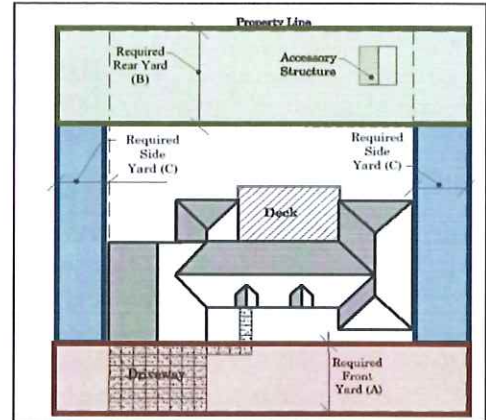 Property Line
Required
Rear Yard
(B)
Accessory
Structure
Required
Side
Yard (C)
Required
Side
Yard (C)
Deck
Driveway
Required
Front
Yard (A)